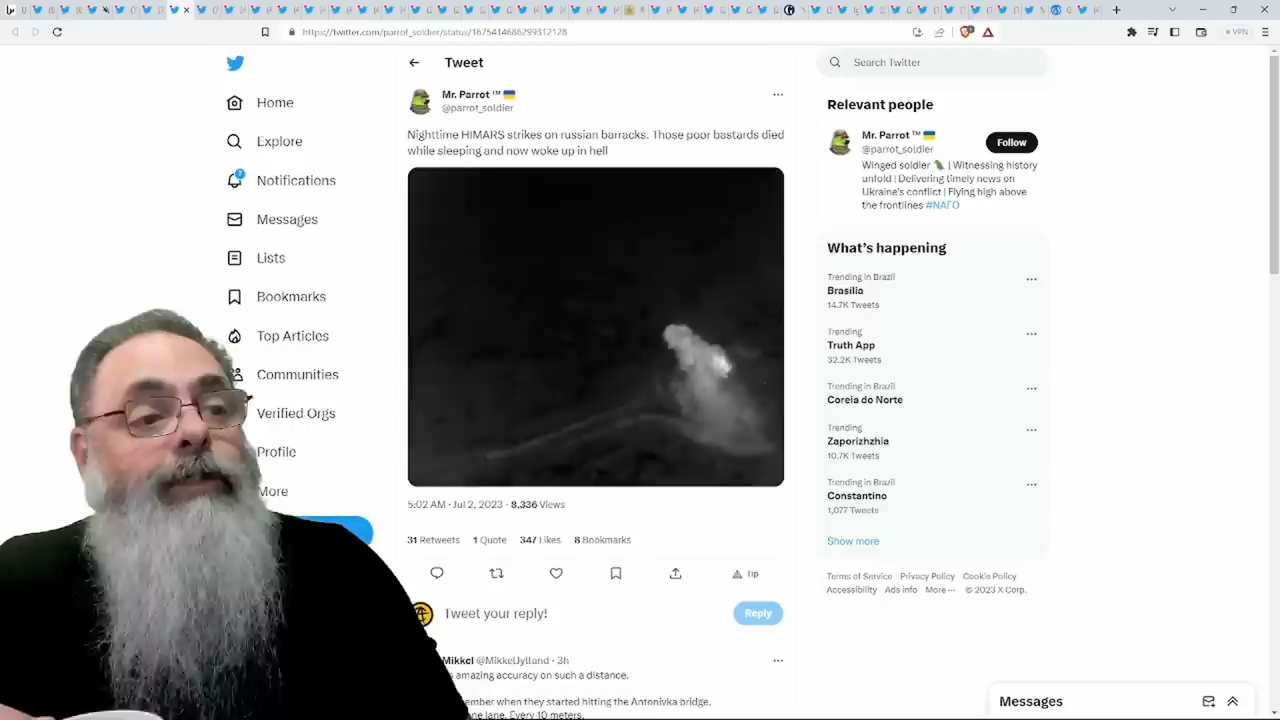 https://twitter.com/parrot_soldier/status/1675414686299312128
VPN
Tweet
Search Twitter
Home
Explore
7
Notifications
Messages
Lists
Bookmarks
Top Articles
Communities
Verified Orgs
Profile
More
Mr. Parrot ™
@parrot_soldier
Nighttime HIMARS strikes on russian barracks. Those poor bastards died
while sleeping and now woke up in hell
5:02 AM · Jul 2, 2023 · 8,336 Views
31 Retweets 1 Quote 347 Likes 8 Bookmarks
Tip
Tweet your reply!
Reply
Mikkel @MikkelJylland · 3h
amazing accuracy on such a distance.
when they started hitting the Antonivka bridge.
lane. Every 10 meters.
Relevant people
Mr. Parrot ™
@parrot_soldier
Follow
Winged soldier | Witnessing history
unfold | Delivering timely news on
Ukraine's conflict | Flying high above
the frontlines #NAFO
What's happening
Trending in Brazil
Brasília
14.7K Tweets
Trending
Truth App
32.2K Tweets
Trending in Brazil
Coreia do Norte
Trending
Zaporizhzhia
10.7K Tweets
Trending in Brazil
Constantino
1,077 Tweets
Show more
Terms of Service Privacy Policy Cookie Policy
Accessibility Ads info More ··· © 2023 X Corp.
Messages